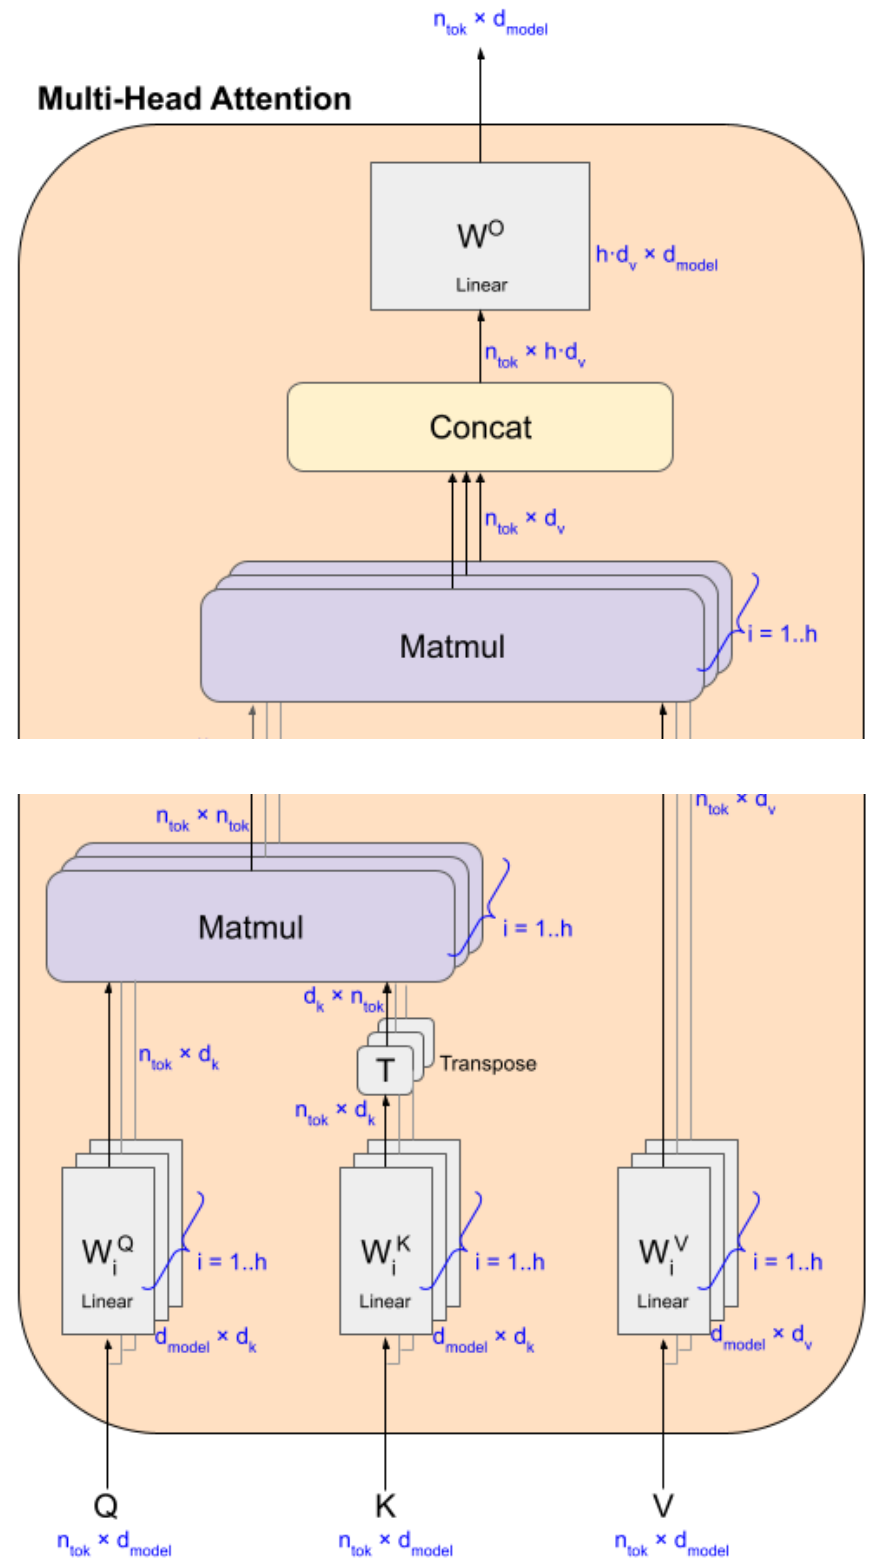 n_tok × d_model
Multi-Head Attention
W^O
Linear
h·d_v × d_model
n_tok × h·d_v
Concat
n_tok × d_v
Matmul
i = 1..h
n_tok × d_v
n_tok × n_tok
Matmul
i = 1..h
d_k × n_tok
n_tok × d_k
T
Transpose
n_tok × d_k
W_i^Q
Linear
i = 1..h
d_model × d_k
W_i^K
Linear
i = 1..h
d_model × d_k
W_i^V
Linear
i = 1..h
d_model × d_v
Q
K
V
n_tok × d_model
n_tok × d_model
n_tok × d_model